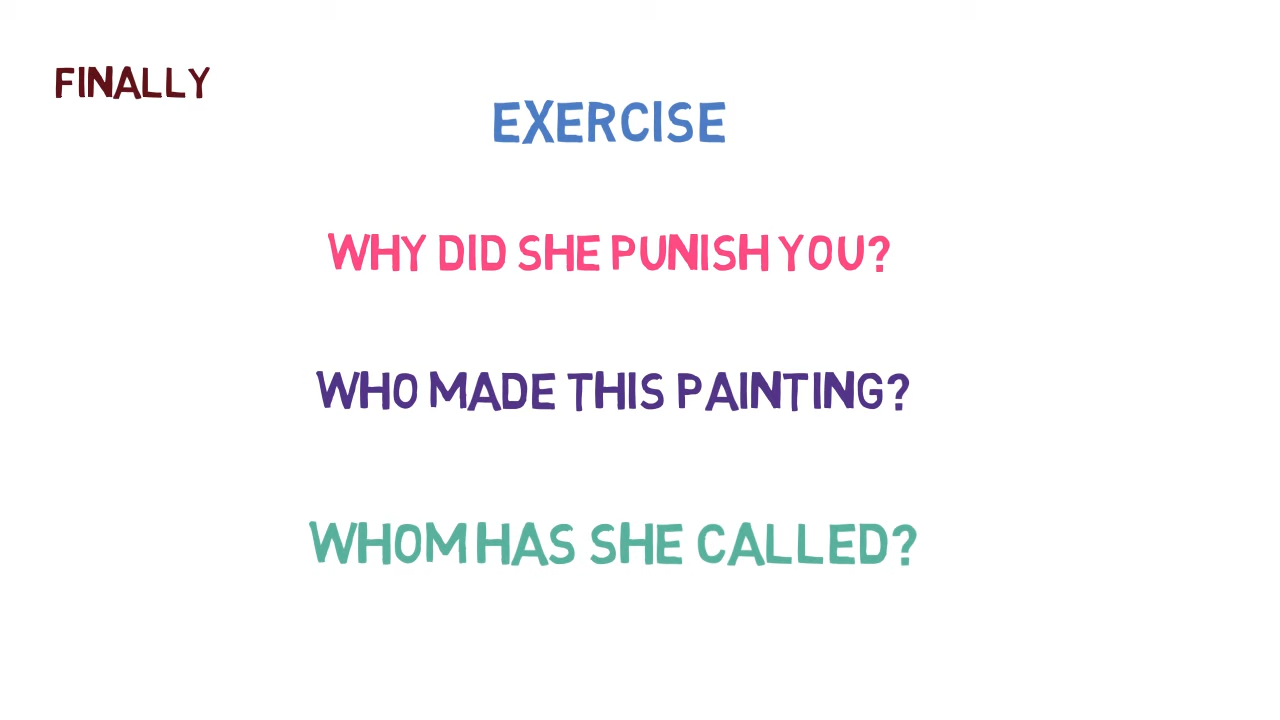 FINALLY
EXERCISE
WHY DID SHE PUNISH YOU?
WHO MADE THIS PAINTING?
WHOM HAS SHE CALLED?